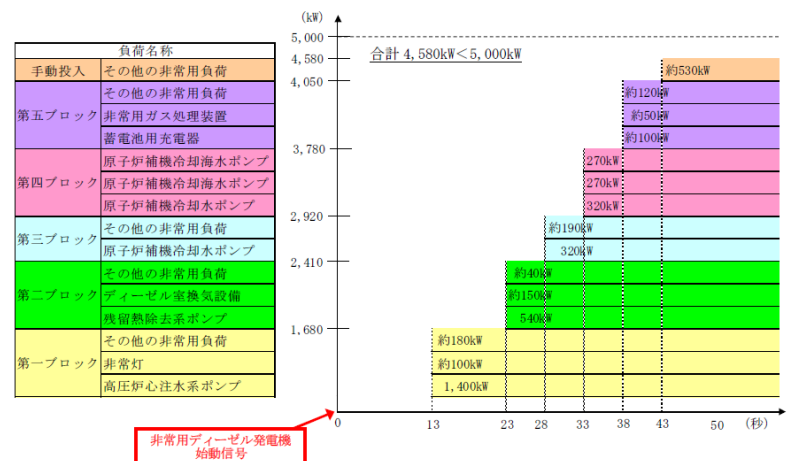 (kW)
5,000
合計 4,580kW＜5,000kW
負荷名称
4,580
手動投入 その他の非常用負荷 約530kW
4,050
第五ブロック
その他の非常用負荷 約120kW
非常用ガス処理装置 約50kW
蓄電池用充電器 約100kW
3,780
第四ブロック
原子炉補機冷却海水ポンプ 270kW
原子炉補機冷却海水ポンプ 270kW
原子炉補機冷却水ポンプ 320kW
2,920
第三ブロック
その他の非常用負荷 約190kW
原子炉補機冷却水ポンプ 320kW
2,410
第二ブロック
その他の非常用負荷 約40kW
ディーゼル室換気設備 約150kW
残留熱除去系ポンプ 540kW
1,680
第一ブロック
その他の非常用負荷 約180kW
非常灯 約100kW
高圧炉心注水系ポンプ 1,400kW
0 13 23 28 33 38 43 50 (秒)
非常用ディーゼル発電機
始動信号